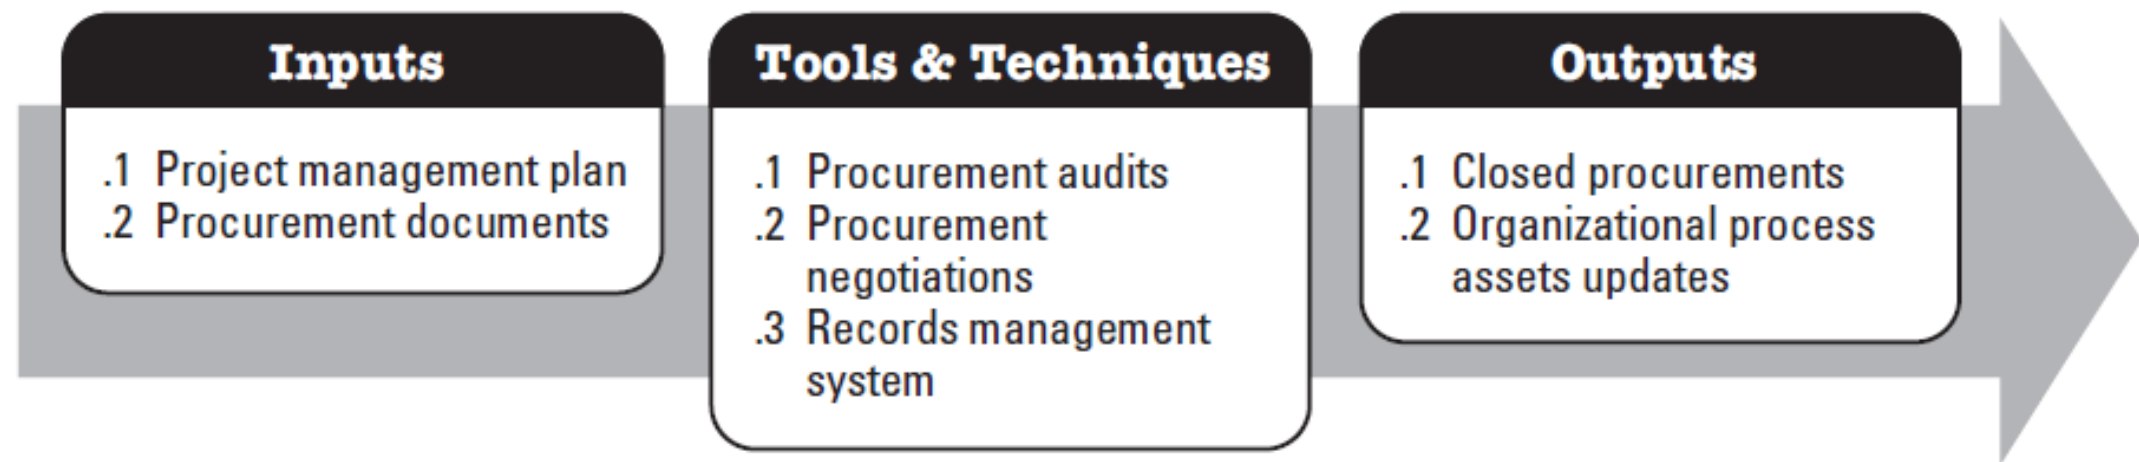 Inputs
.1 Project management plan
.2 Procurement documents
Tools & Techniques
.1 Procurement audits
.2 Procurement
negotiations
.3 Records management
system
Outputs
.1 Closed procurements
.2 Organizational process
assets updates